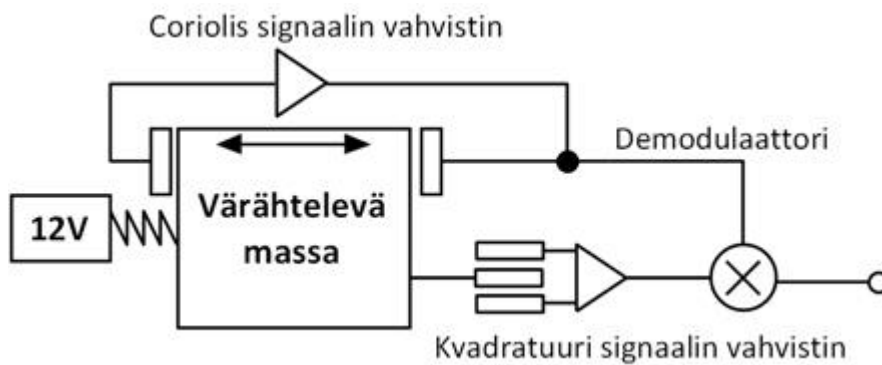 Coriolis signaalin vahvistin
Demodulaattori
12V
Värähtelevä
massa
Kvadratuuri signaalin vahvistin